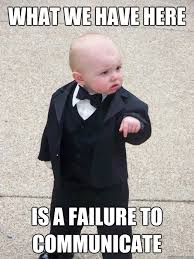 WHAT WE HAVE HERE
IS A FAILURE TO
COMMUNICATE